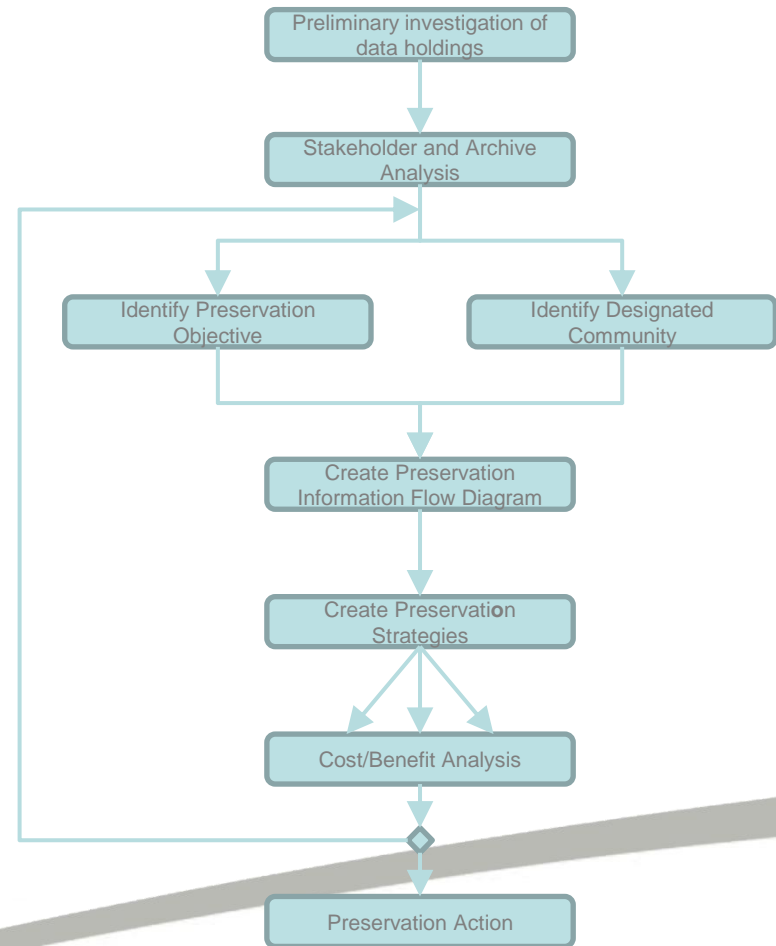 Preliminary investigation of
data holdings
Stakeholder and Archive
Analysis
Identify Preservation
Objective
Identify Designated
Community
Create Preservation
Information Flow Diagram
Create Preservation
Strategies
Cost/Benefit Analysis
Preservation Action